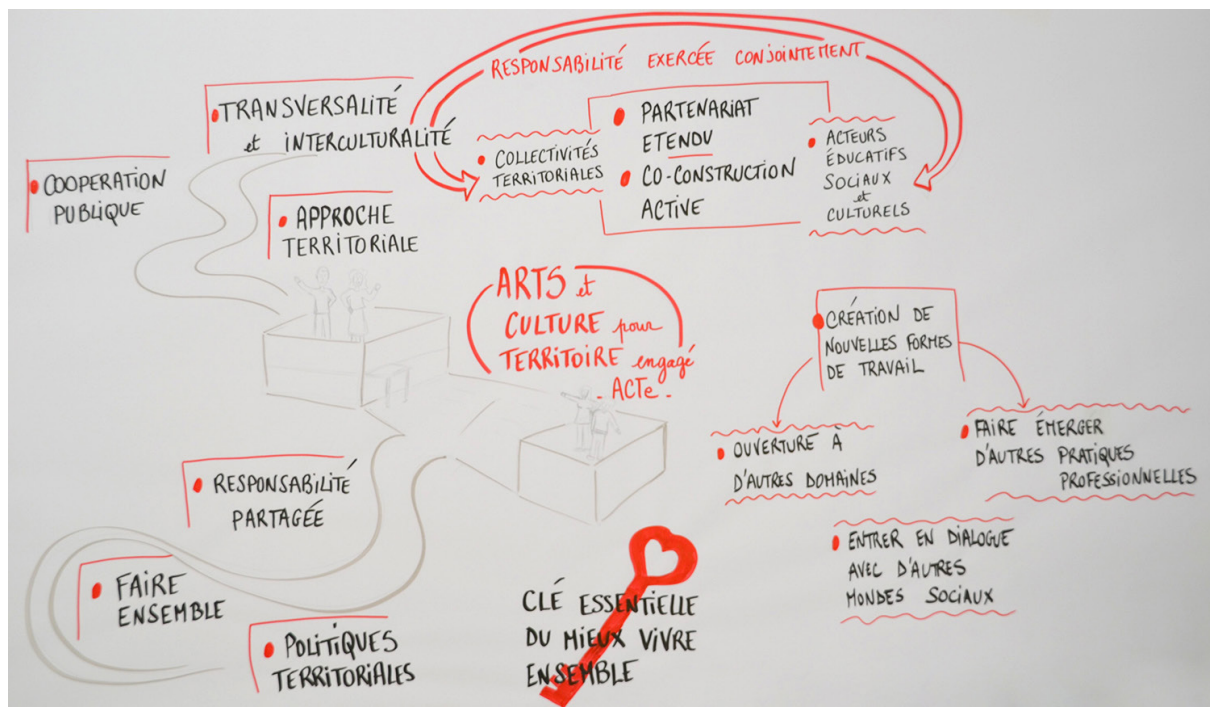 RESPONSABILITÉ EXERCÉE CONJOINTEMENT
TRANSVERSALITÉ
et INTERCULTURALITÉ
COOPERATION
PUBLIQUE
APPROCHE
TERRITORIALE
COLLECTIVITÉS
TERRITORIALES
PARTENARIAT
ETENDU
CO-CONSTRUCTION
ACTIVE
ACTEURS
ÉDUCATIFS
SOCIAUX
et
CULTURELS
ARTS et
CULTURE pour
TERRITOIRE engagé
- ACTe -
CRÉATION DE
NOUVELLES FORMES
DE TRAVAIL
OUVERTURE À
D'AUTRES DOMAINES
FAIRE ÉMERGER
D'AUTRES PRATIQUES
PROFESSIONNELLES
ENTRER EN DIALOGUE
AVEC D'AUTRES
MONDES SOCIAUX
RESPONSABILITÉ
PARTAGÉE
FAIRE
ENSEMBLE
POLITIQUES
TERRITORIALES
CLÉ ESSENTIELLE
DU MIEUX VIVRE
ENSEMBLE